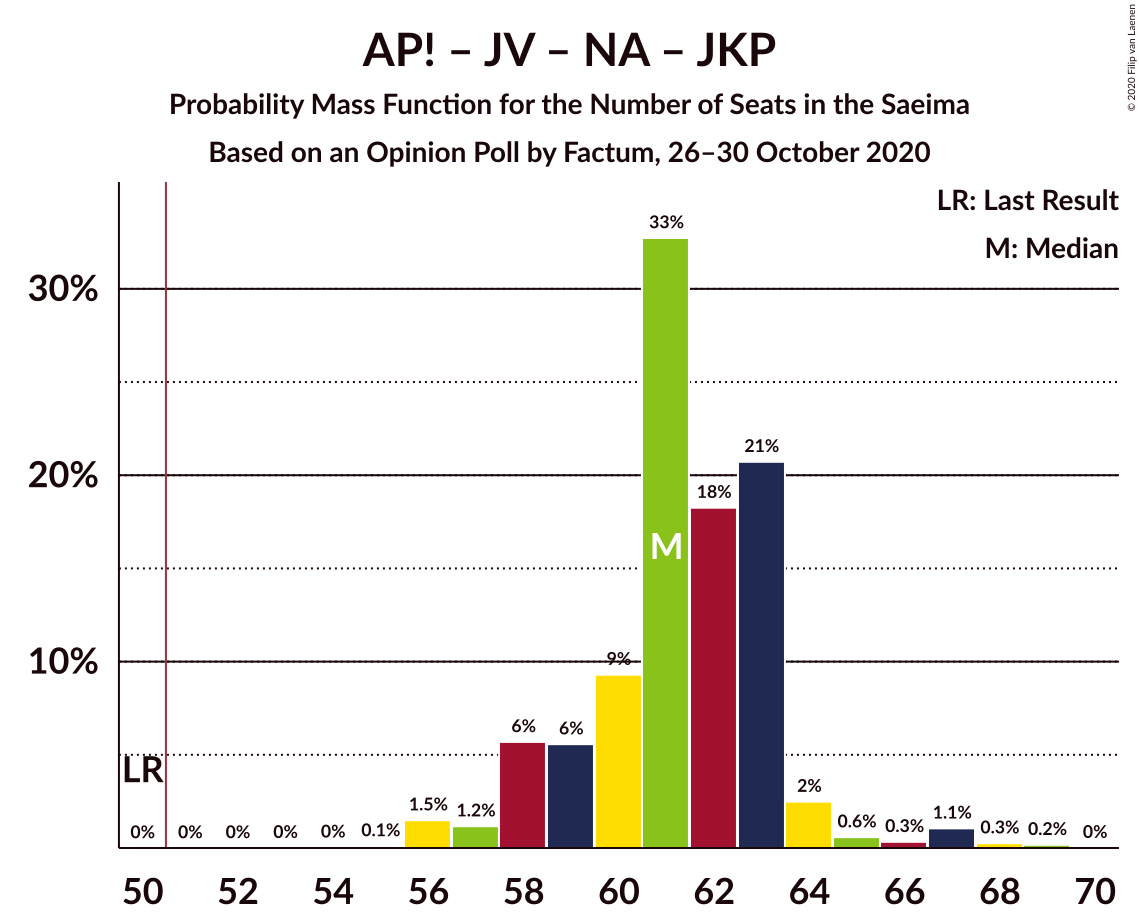 AP! – JV – NA – JKP
Probability Mass Function for the Number of Seats in the Saeima
Based on an Opinion Poll by Factum, 26–30 October 2020
© 2020 Filip van Laenen
LR: Last Result
M: Median
30%
20%
10%
LR
M
0%
0%
0%
0%
0%
0.1%
1.5%
1.2%
6%
6%
9%
33%
18%
21%
2%
0.6%
0.3%
1.1%
0.3%
0.2%
0%
50 52 54 56 58 60 62 64 66 68 70